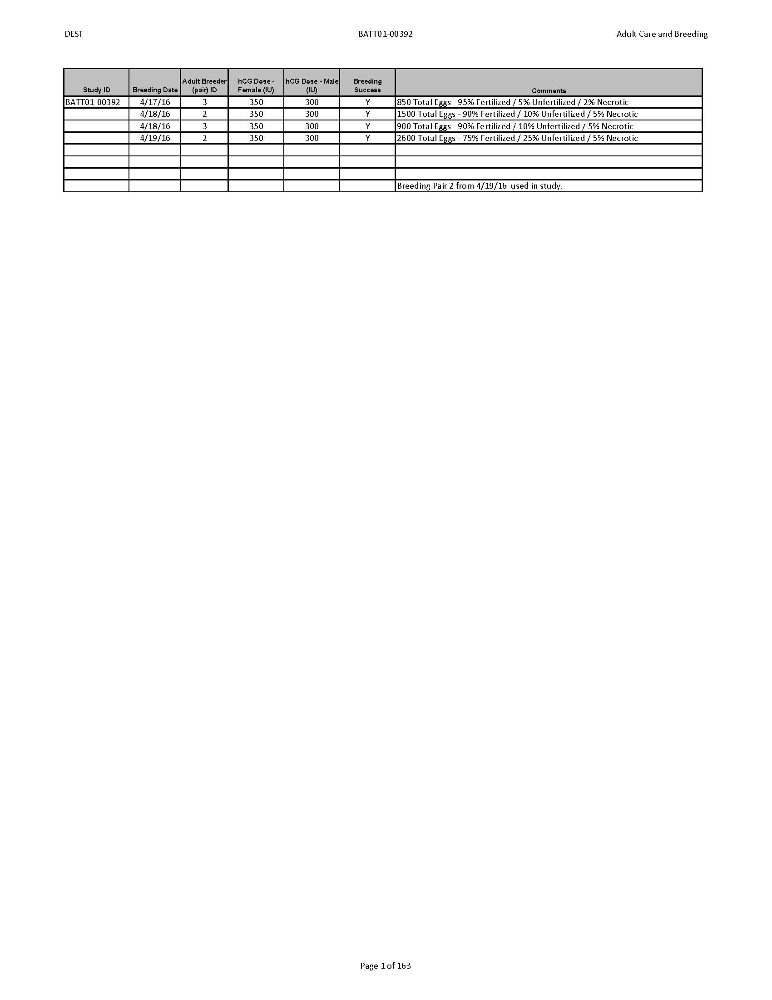 DEST BATT01-00392 Adult Care and Breeding
Study ID Breeding Date Adult Breeder (pair) ID hCG Dose - Female (IU) hCG Dose - Male (IU) Breeding Success Comments
BATT01-00392 4/17/16 3 350 300 Y 850 Total Eggs - 95% Fertilized / 5% Unfertilized / 2% Necrotic
4/18/16 2 350 300 Y 1500 Total Eggs - 90% Fertilized / 10% Unfertilized / 5% Necrotic
4/18/16 3 350 300 Y 900 Total Eggs - 90% Fertilized / 10% Unfertilized / 5% Necrotic
4/19/16 2 350 300 Y 2600 Total Eggs - 75% Fertilized / 25% Unfertilized / 5% Necrotic
Breeding Pair 2 from 4/19/16 used in study.
Page 1 of 163